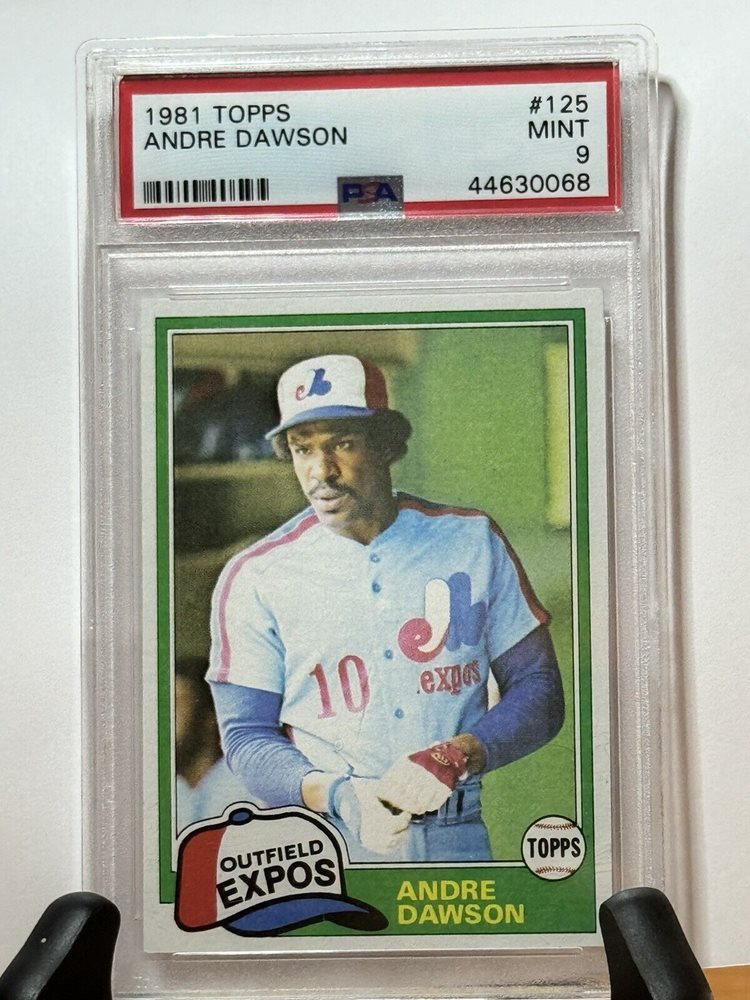 1981 TOPPS #125
ANDRE DAWSON MINT
9
PSA 44630068
10
expos
OUTFIELD
EXPOS
TOPPS
ANDRE
DAWSON